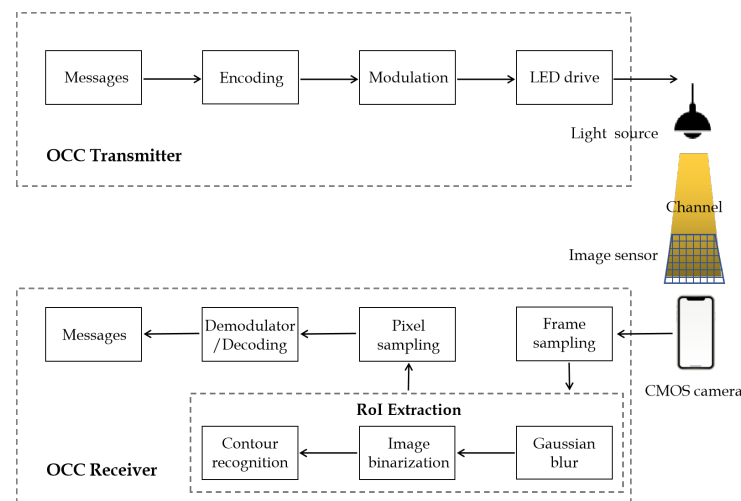 Messages
Encoding
Modulation
LED drive
Light source
OCC Transmitter
Channel
Image sensor
Messages
Demodulator
/Decoding
Pixel
sampling
Frame
sampling
CMOS camera
RoI Extraction
Contour
recognition
Image
binarization
Gaussian
blur
OCC Receiver